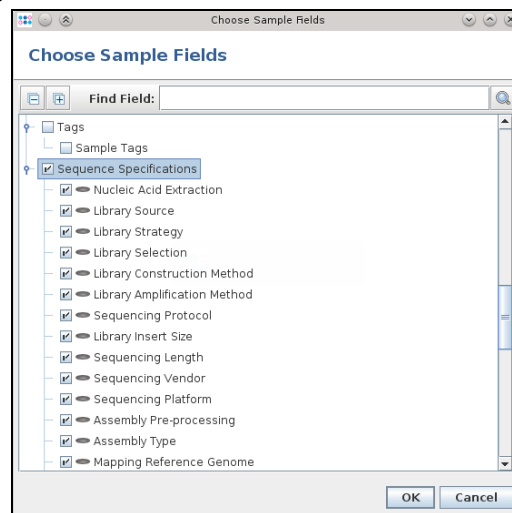 Choose Sample Fields
Choose Sample Fields
Find Field:
Tags
Sample Tags
Sequence Specifications
Nucleic Acid Extraction
Library Source
Library Strategy
Library Selection
Library Construction Method
Library Amplification Method
Sequencing Protocol
Library Insert Size
Sequencing Length
Sequencing Vendor
Sequencing Platform
Assembly Pre-processing
Assembly Type
Mapping Reference Genome
OK Cancel